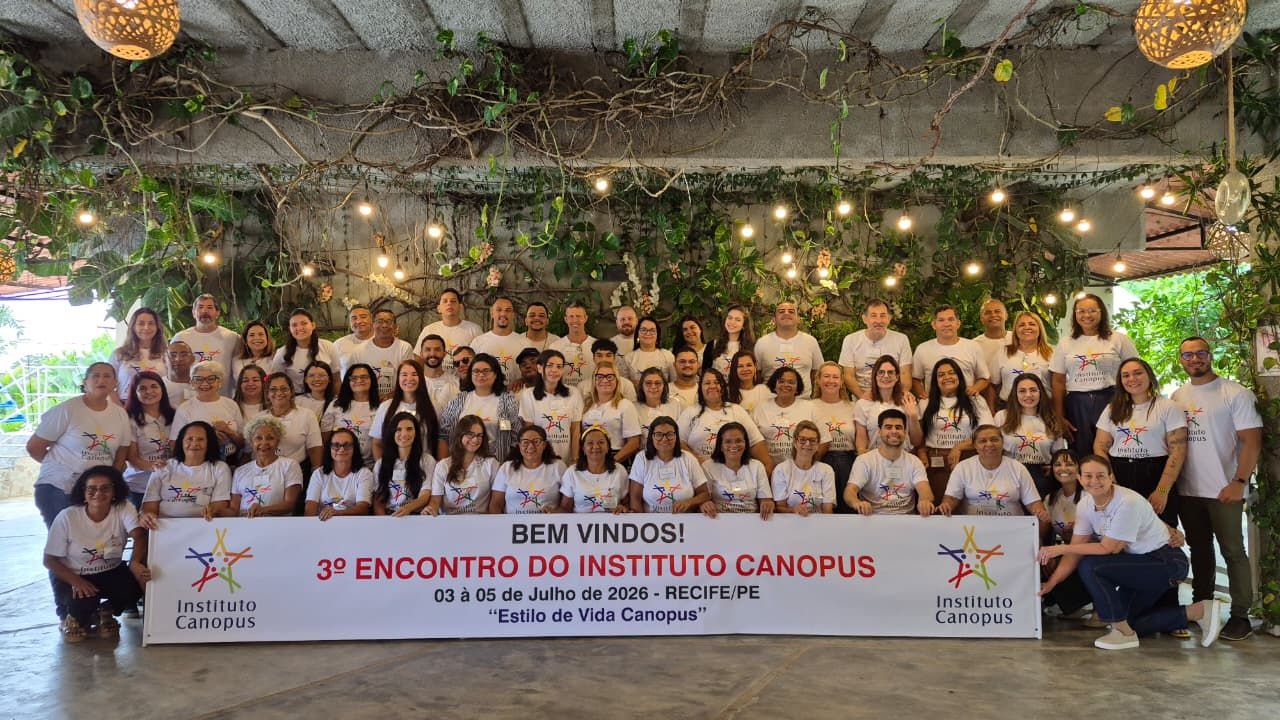 BEM VINDOS!
3º ENCONTRO DO INSTITUTO CANOPUS
03 à 05 de Julho de 2026 - RECIFE/PE
“Estilo de Vida Canopus”
Instituto
Canopus
Instituto
Canopus